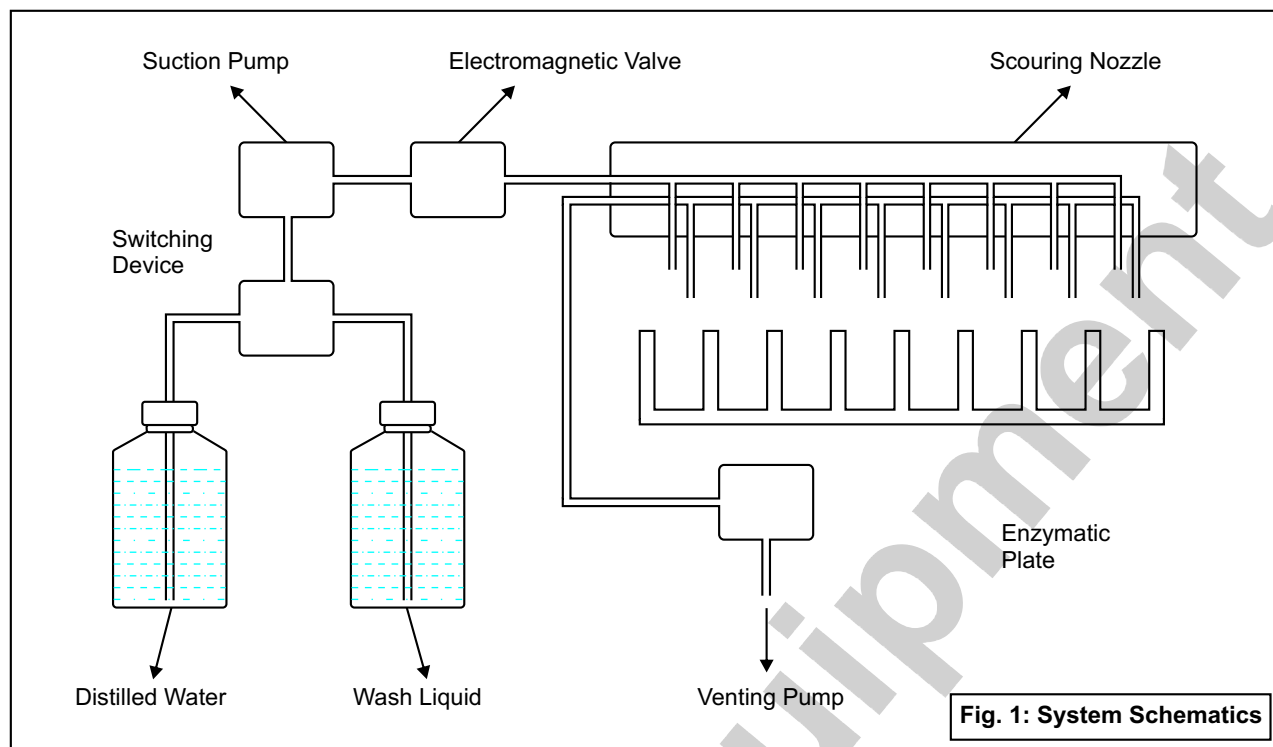 Suction Pump
Electromagnetic Valve
Scouring Nozzle
Switching
Device
Enzymatic
Plate
Distilled Water
Wash Liquid
Venting Pump
Fig. 1: System Schematics